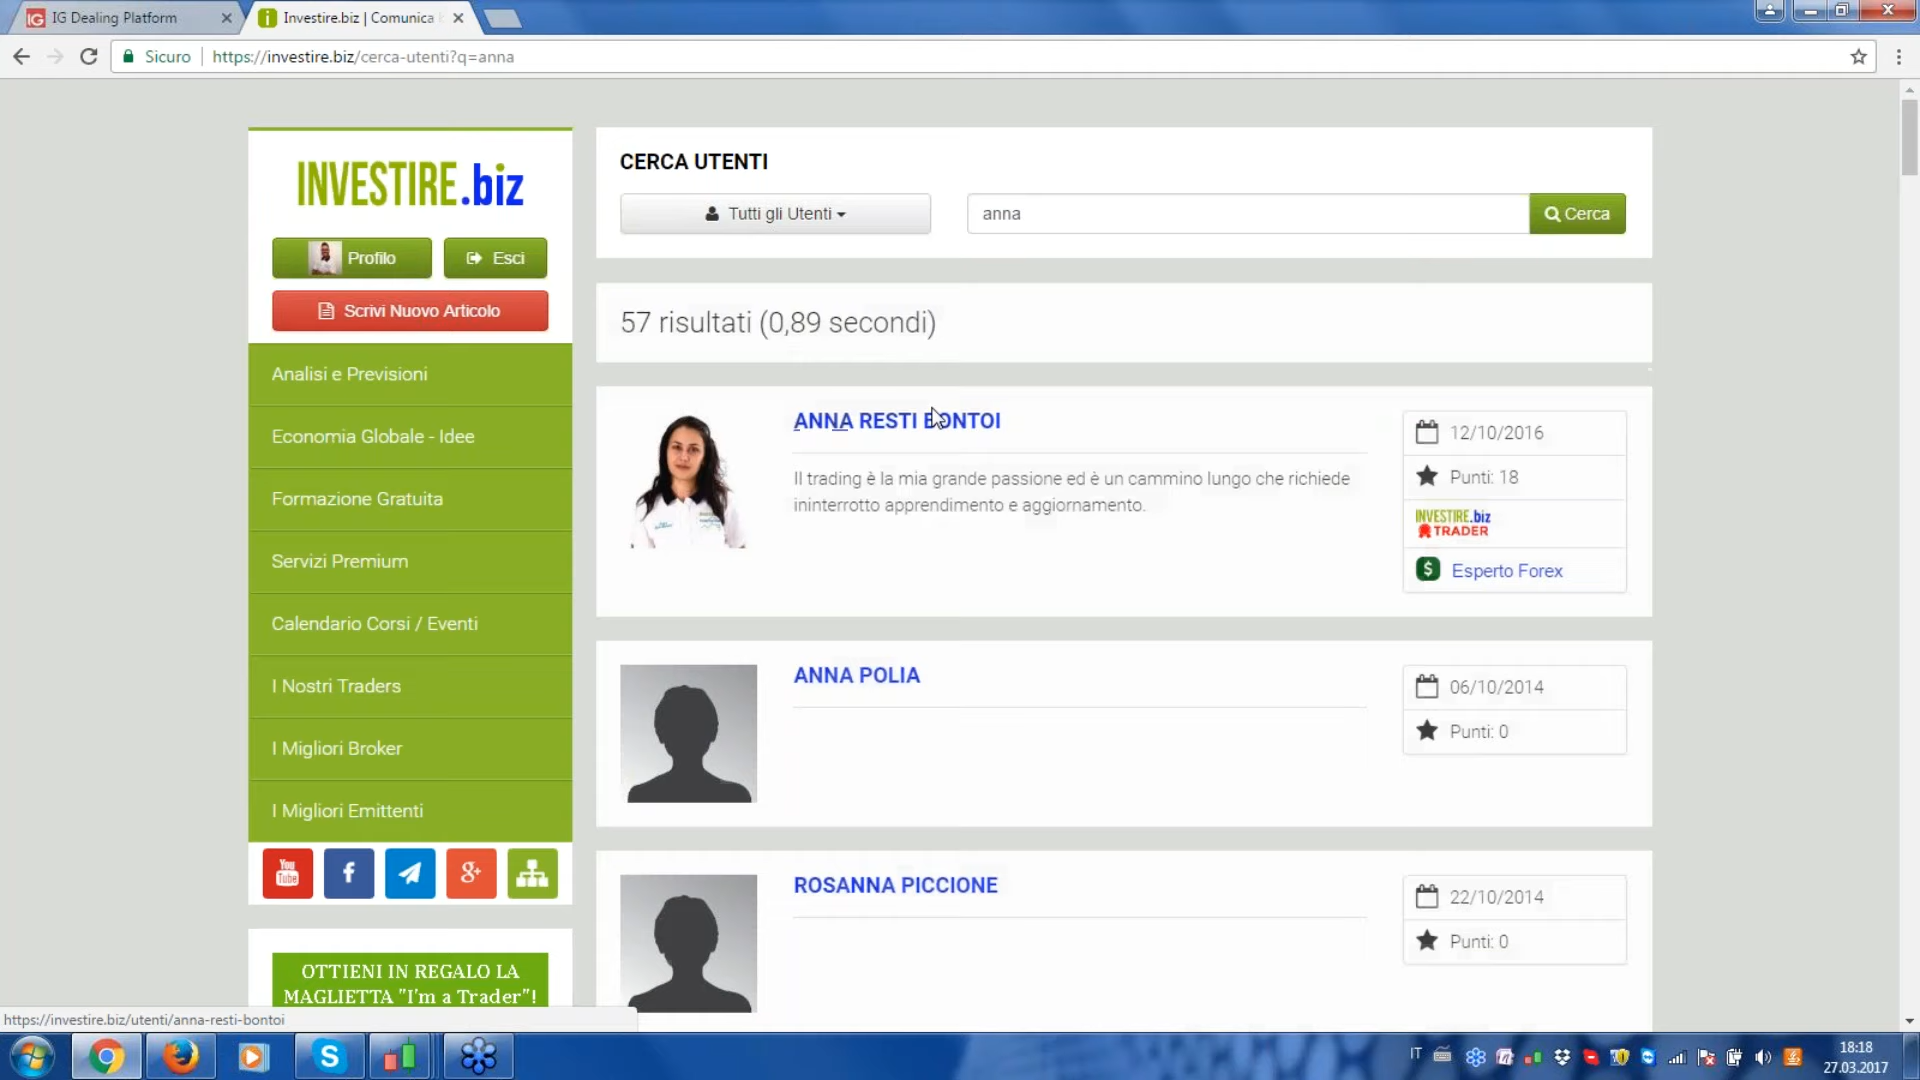 IG Dealing Platform
Investire.biz | Comunica
Sicuro
https://investire.biz/cerca-utenti?q=anna
INVESTIRE.biz
Profilo
Esci
Scrivi Nuovo Articolo
Analisi e Previsioni
Economia Globale - Idee
Formazione Gratuita
Servizi Premium
Calendario Corsi / Eventi
I Nostri Traders
I Migliori Broker
I Migliori Emittenti
You
Tube
f
g+
OTTIENI IN REGALO LA
MAGLIETTA "I'm a Trader"!
CERCA UTENTI
Tutti gli Utenti
anna
Cerca
57 risultati (0,89 secondi)
ANNA RESTI BONTOI
Il trading è la mia grande passione ed è un cammino lungo che richiede
ininterrotto apprendimento e aggiornamento.
12/10/2016
Punti: 18
INVESTIRE.biz
TRADER
$ Esperto Forex
ANNA POLIA
06/10/2014
Punti: 0
ROSANNA PICCIONE
22/10/2014
Punti: 0
https://investire.biz/utenti/anna-resti-bontoi
IT
18:18
27.03.2017